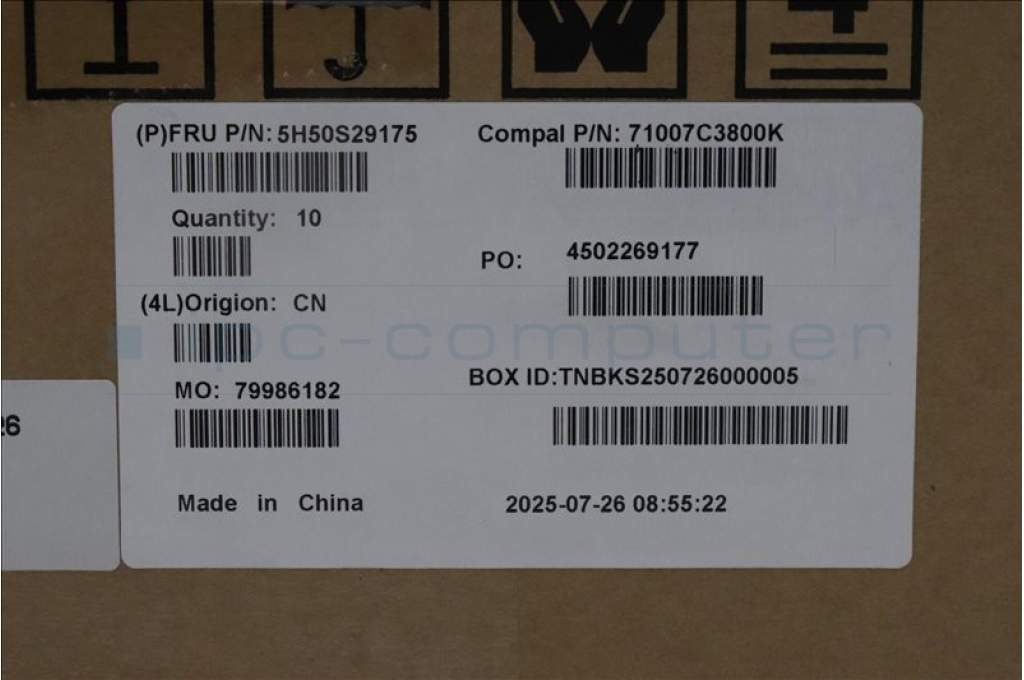 (P)FRU P/N: 5H50S29175
Compal P/N: 71007C3800K
Quantity: 10
PO: 4502269177
(4L)Origion: CN
pc-computer
MO: 79986182
BOX ID:TNBKS250726000005
26
Made in China
2025-07-26 08:55:22